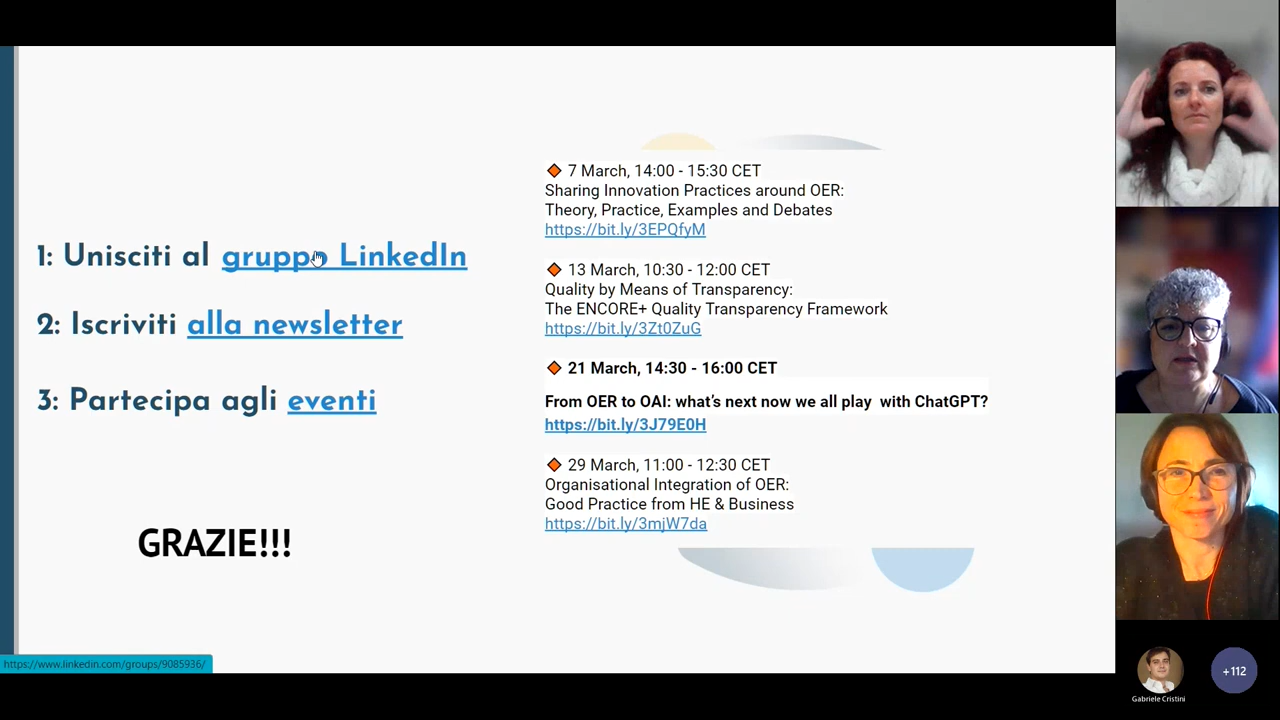 1: Unisciti al gruppo LinkedIn
2: Iscriviti alla newsletter
3: Partecipa agli eventi
GRAZIE!!!
7 March, 14:00 - 15:30 CET
Sharing Innovation Practices around OER:
Theory, Practice, Examples and Debates
https://bit.ly/3EPQfyM
13 March, 10:30 - 12:00 CET
Quality by Means of Transparency:
The ENCORE+ Quality Transparency Framework
https://bit.ly/3Zt0ZuG
21 March, 14:30 - 16:00 CET
From OER to OAI: what's next now we all play with ChatGPT?
https://bit.ly/3J79E0H
29 March, 11:00 - 12:30 CET
Organisational Integration of OER:
Good Practice from HE & Business
https://bit.ly/3mjW7da
https://www.linkedin.com/groups/9085936/
Gabriele Cristini
+112